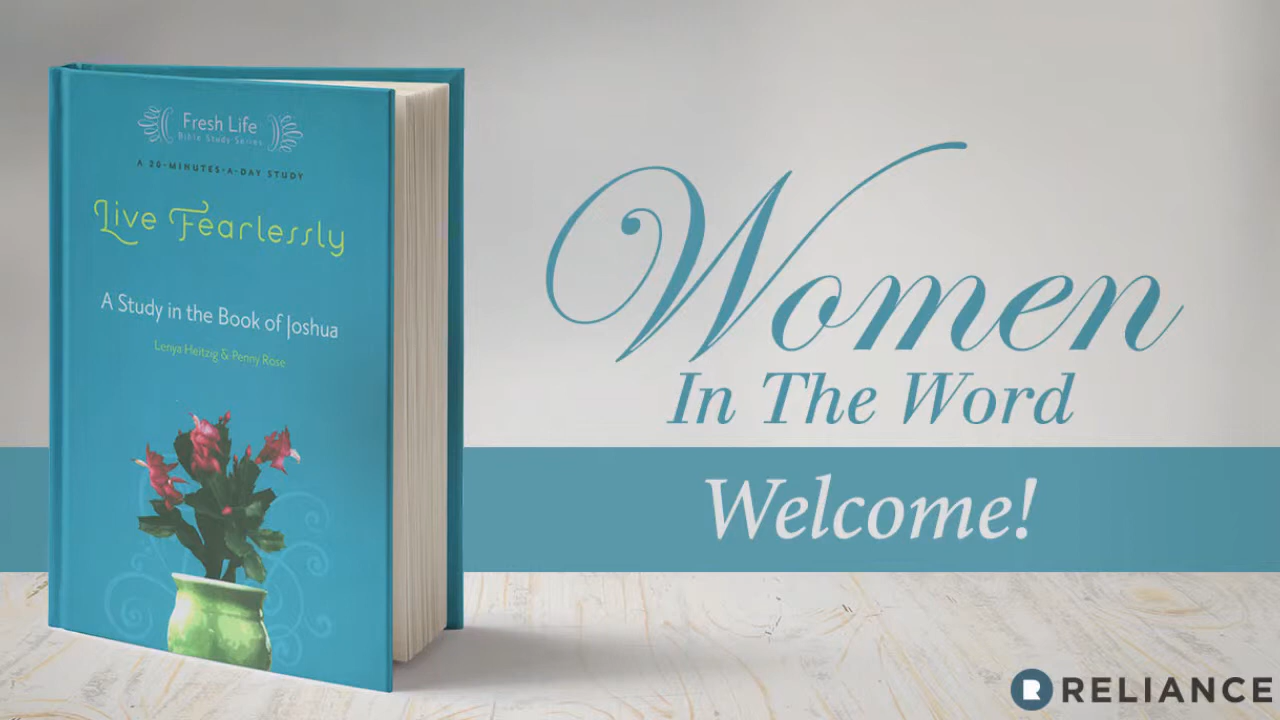 Fresh Life
Bible Study Series
A 20-MINUTES-A-DAY STUDY
Live Fearlessly
A Study in the Book of Joshua
Lenya Heitzig & Penny Rose
Women
In The Word
Welcome!
R RELIANCE